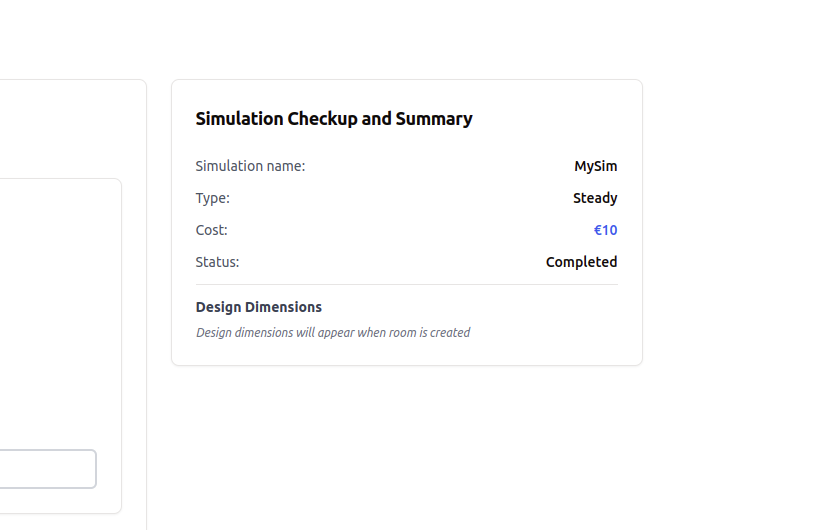 Simulation Checkup and Summary
Simulation name: MySim
Type: Steady
Cost: €10
Status: Completed
Design Dimensions
Design dimensions will appear when room is created